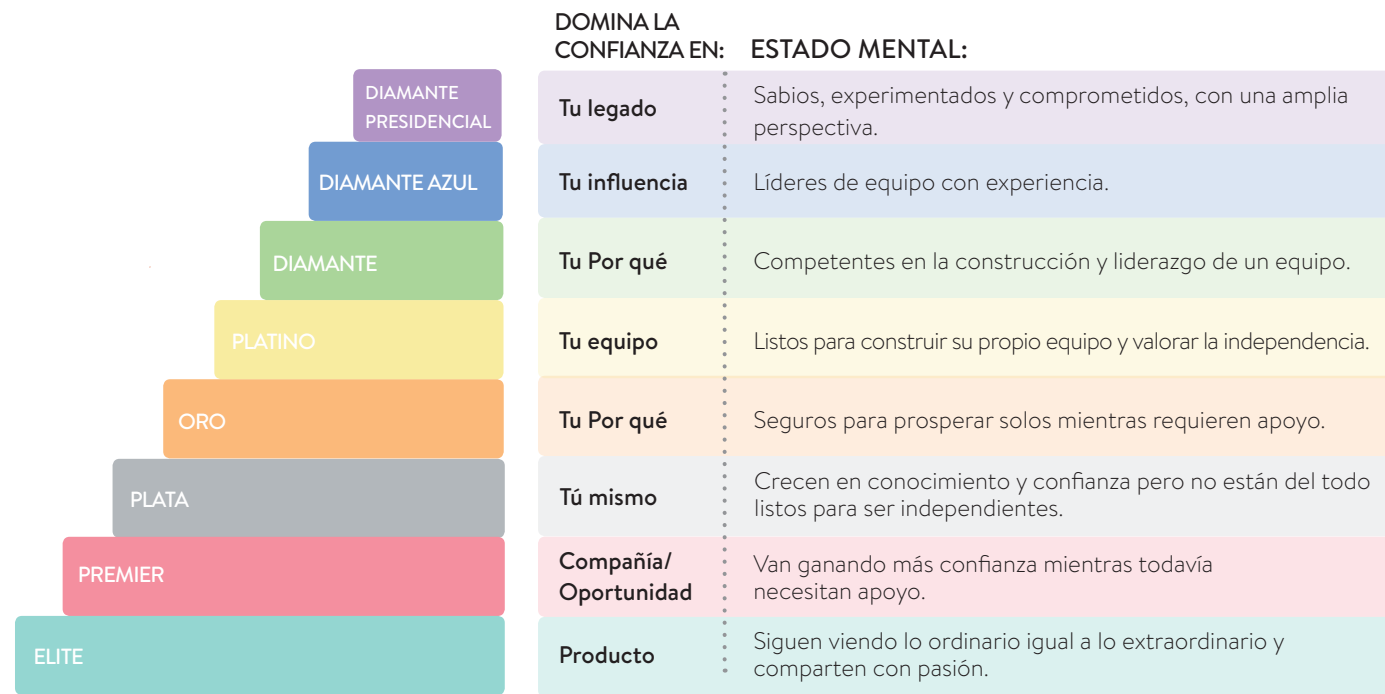 DOMINA LA
CONFIANZA EN:
ESTADO MENTAL:
DIAMANTE
PRESIDENCIAL
Tu legado
Sabios, experimentados y comprometidos, con una amplia
perspectiva.
DIAMANTE AZUL
Tu influencia
Líderes de equipo con experiencia.
DIAMANTE
Tu Por qué
Competentes en la construcción y liderazgo de un equipo.
PLATINO
Tu equipo
Listos para construir su propio equipo y valorar la independencia.
ORO
Tu Por qué
Seguros para prosperar solos mientras requieren apoyo.
PLATA
Tú mismo
Crecen en conocimiento y confianza pero no están del todo
listos para ser independientes.
PREMIER
Compañía/
Oportunidad
Van ganando más confianza mientras todavía
necesitan apoyo.
ELITE
Producto
Siguen viendo lo ordinario igual a lo extraordinario y
comparten con pasión.